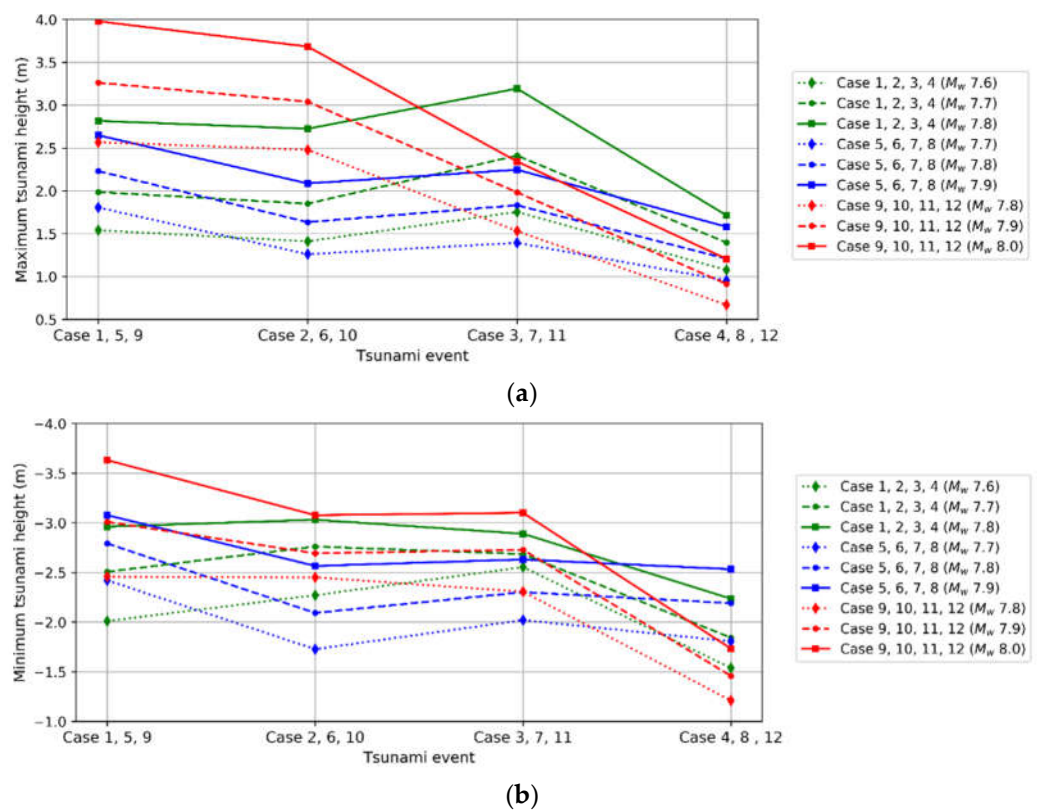 4.0
3.5
3.0
2.5
2.0
1.5
1.0
0.5
Maximum tsunami height (m)
Case 1, 5, 9
Case 2, 6, 10
Case 3, 7, 11
Case 4, 8 , 12
Tsunami event
Case 1, 2, 3, 4 (Mw 7.6)
Case 1, 2, 3, 4 (Mw 7.7)
Case 1, 2, 3, 4 (Mw 7.8)
Case 5, 6, 7, 8 (Mw 7.7)
Case 5, 6, 7, 8 (Mw 7.8)
Case 5, 6, 7, 8 (Mw 7.9)
Case 9, 10, 11, 12 (Mw 7.8)
Case 9, 10, 11, 12 (Mw 7.9)
Case 9, 10, 11, 12 (Mw 8.0)
(a)
−4.0
−3.5
−3.0
−2.5
−2.0
−1.5
−1.0
Minimum tsunami height (m)
Case 1, 5, 9
Case 2, 6, 10
Case 3, 7, 11
Case 4, 8 , 12
Tsunami event
Case 1, 2, 3, 4 (Mw 7.6)
Case 1, 2, 3, 4 (Mw 7.7)
Case 1, 2, 3, 4 (Mw 7.8)
Case 5, 6, 7, 8 (Mw 7.7)
Case 5, 6, 7, 8 (Mw 7.8)
Case 5, 6, 7, 8 (Mw 7.9)
Case 9, 10, 11, 12 (Mw 7.8)
Case 9, 10, 11, 12 (Mw 7.9)
Case 9, 10, 11, 12 (Mw 8.0)
(b)